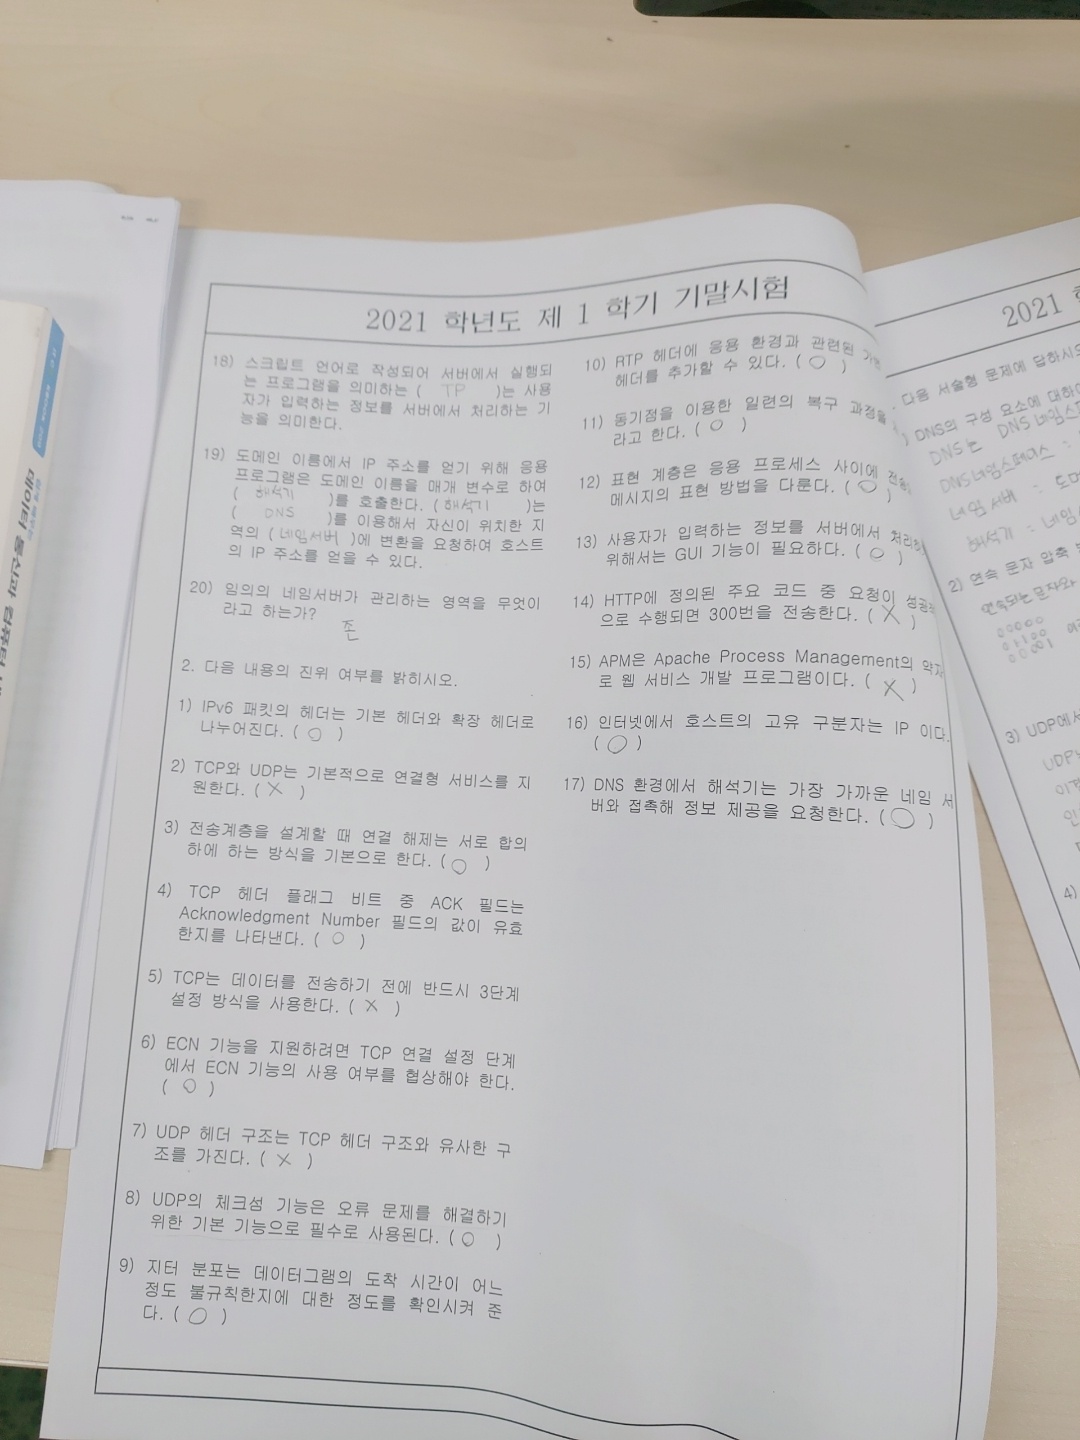 2021 학년도 제 1 학기 기말시험
18) 스크립트 언어로 작성되어 서버에서 실행되
는 프로그램을 의미하는 ( TP )는 사용
자가 입력하는 정보를 서버에서 처리하는 기
능을 의미한다.
19) 도메인 이름에서 IP 주소를 얻기 위해 응용
프로그램은 도메인 이름을 매개 변수로 하여
( 해석기 )를 호출한다. ( 해석기 )는
( DNS )를 이용해서 자신이 위치한 지
역의 ( 네임서버 )에 변환을 요청하여 호스트
의 IP 주소를 얻을 수 있다.
20) 임의의 네임서버가 관리하는 영역을 무엇이
라고 하는가?
존
2. 다음 내용의 진위 여부를 밝히시오.
1) IPv6 패킷의 헤더는 기본 헤더와 확장 헤더로
나누어진다. ( O )
2) TCP와 UDP는 기본적으로 연결형 서비스를 지
원한다. ( X )
3) 전송계층을 설계할 때 연결 해제는 서로 합의
하에 하는 방식을 기본으로 한다. ( O )
4) TCP 헤더 플래그 비트 중 ACK 필드는
Acknowledgment Number 필드의 값이 유효
한지를 나타낸다. ( O )
5) TCP는 데이터를 전송하기 전에 반드시 3단계
설정 방식을 사용한다. ( X )
6) ECN 기능을 지원하려면 TCP 연결 설정 단계
에서 ECN 기능의 사용 여부를 협상해야 한다.
( O )
7) UDP 헤더 구조는 TCP 헤더 구조와 유사한 구
조를 가진다. ( X )
8) UDP의 체크섬 기능은 오류 문제를 해결하기
위한 기본 기능으로 필수로 사용된다. ( O )
9) 지터 분포는 데이터그램의 도착 시간이 어느
정도 불규칙한지에 대한 정도를 확인시켜 준
다. ( O )
10) RTP 헤더에 응용 환경과 관련된
헤더를 추가할 수 있다. ( O )
11) 동기점을 이용한 일련의 복구 과정을
라고 한다. ( O )
12) 표현 계층은 응용 프로세스 사이에
메시지의 표현 방법을 다룬다. ( O )
13) 사용자가 입력하는 정보를 서버에서
위해서는 GUI 기능이 필요하다. ( O )
14) HTTP에 정의된 주요 코드 중 요청이
으로 수행되면 300번을 전송한다. ( X )
15) APM은 Apache Process Management의 약자
로 웹 서비스 개발 프로그램이다. ( X )
16) 인터넷에서 호스트의 고유 구분자는 IP 이다.
( O )
17) DNS 환경에서 해석기는 가장 가까운 네임 서
버와 접촉해 정보 제공을 요청한다. ( O )
2021
다음 서술형 문제에 답하시오
DNS의 구성 요소에 대하여
DNS는 DNS 네임스페
DNS네임스페이스 :
네임서버 :
해석기 : 네임
2) 연속 문자 압축
연속되는 문자와
00000
01100
00001
3) UDP에서
UDP
4)
데이터 통신과 컴퓨터